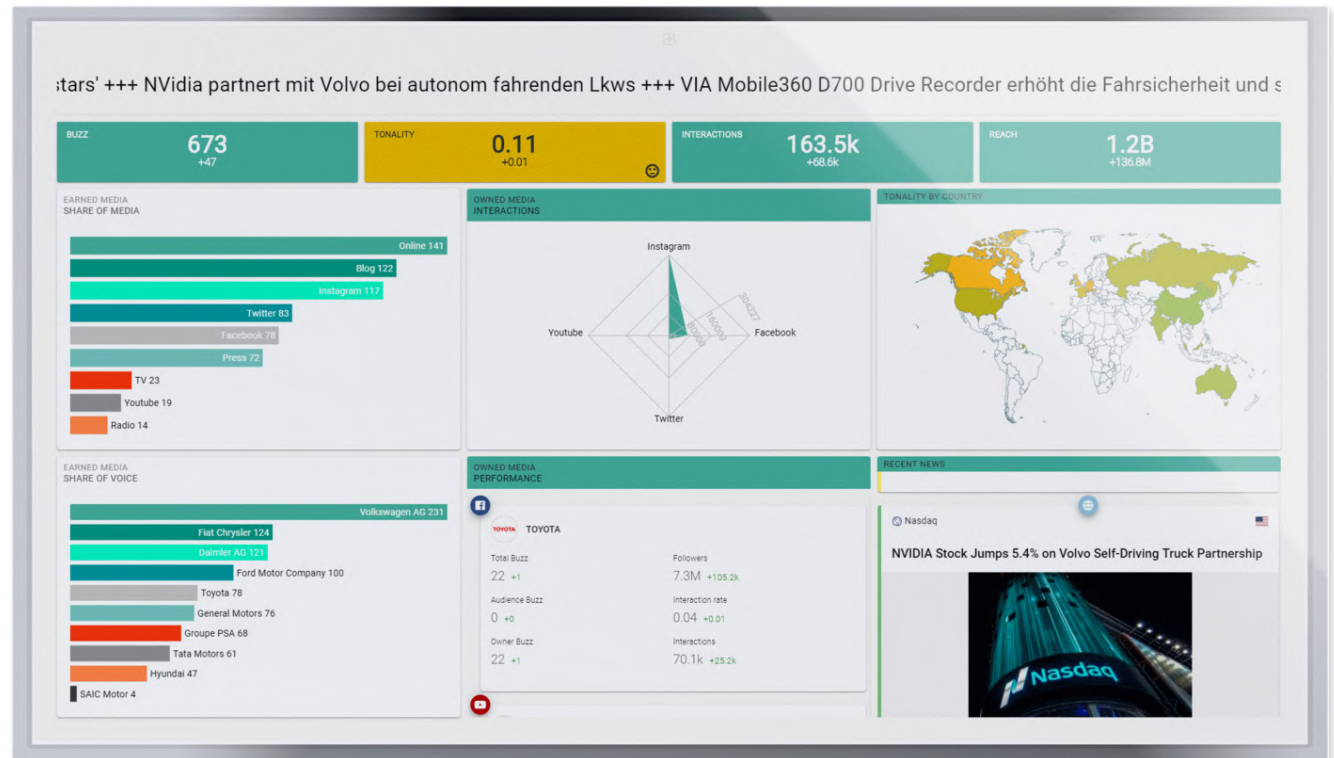 stars' +++ NVidia partnert mit Volvo bei autonom fahrenden Lkws +++ VIA Mobile360 D700 Drive Recorder erhöht die Fahrsicherheit und s
BUZZ
673
+47
TONALITY
0.11
+0.01
INTERACTIONS
163.5k
+68.6k
REACH
1.2B
+136.8M
EARNED MEDIA
SHARE OF MEDIA
Online 141
Blog 122
Instagram 117
Twitter 83
Facebook 78
Press 72
TV 23
Youtube 19
Radio 14
OWNED MEDIA
INTERACTIONS
Instagram
Youtube
Facebook
Twitter
80000
160000
204227
TONALITY BY COUNTRY
EARNED MEDIA
SHARE OF VOICE
Volkswagen AG 231
Fiat Chrysler 124
Daimler AG 121
Ford Motor Company 100
Toyota 78
General Motors 76
Groupe PSA 68
Tata Motors 61
Hyundai 47
SAIC Motor 4
OWNED MEDIA
PERFORMANCE
TOYOTA TOYOTA
Total Buzz
22 +1
Followers
7.3M +105.2k
Audience Buzz
0 +0
Interaction rate
0.04 +0.01
Owner Buzz
22 +1
Interactions
70.1k +25.2k
RECENT NEWS
Nasdaq
NVIDIA Stock Jumps 5.4% on Volvo Self-Driving Truck Partnership
Nasdaq